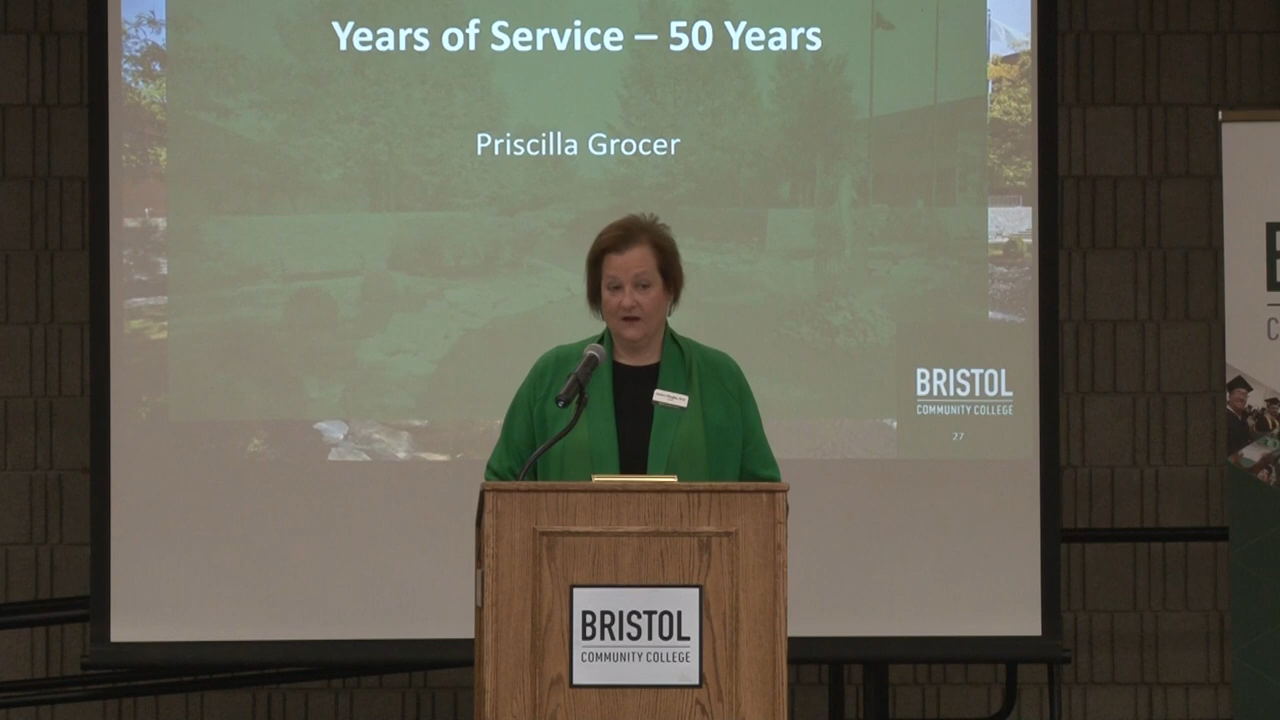 Years of Service – 50 Years
Priscilla Grocer
BRISTOL
COMMUNITY COLLEGE
27
BRISTOL
COMMUNITY COLLEGE